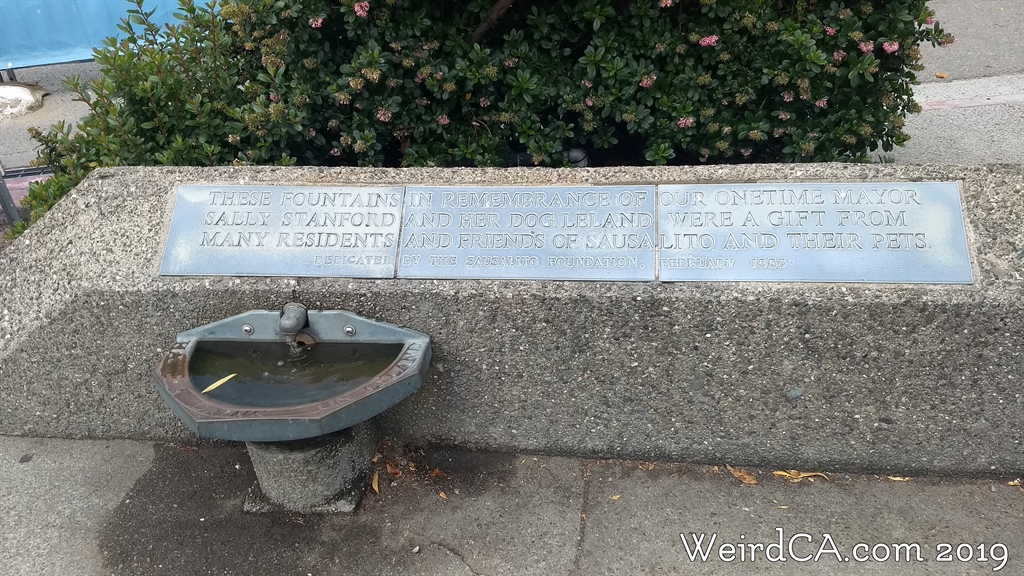 THESE FOUNTAINS IN REMEMBRANCE OF OUR ONETIME MAYOR
SALLY STANFORD AND HER DOG LELAND WERE A GIFT FROM
MANY RESIDENTS AND FRIENDS OF SAUSALITO AND THEIR PETS.
DEDICATED BY THE SAUSALITO FOUNDATION. FEBRUARY 1985
WeirdCA.com 2019